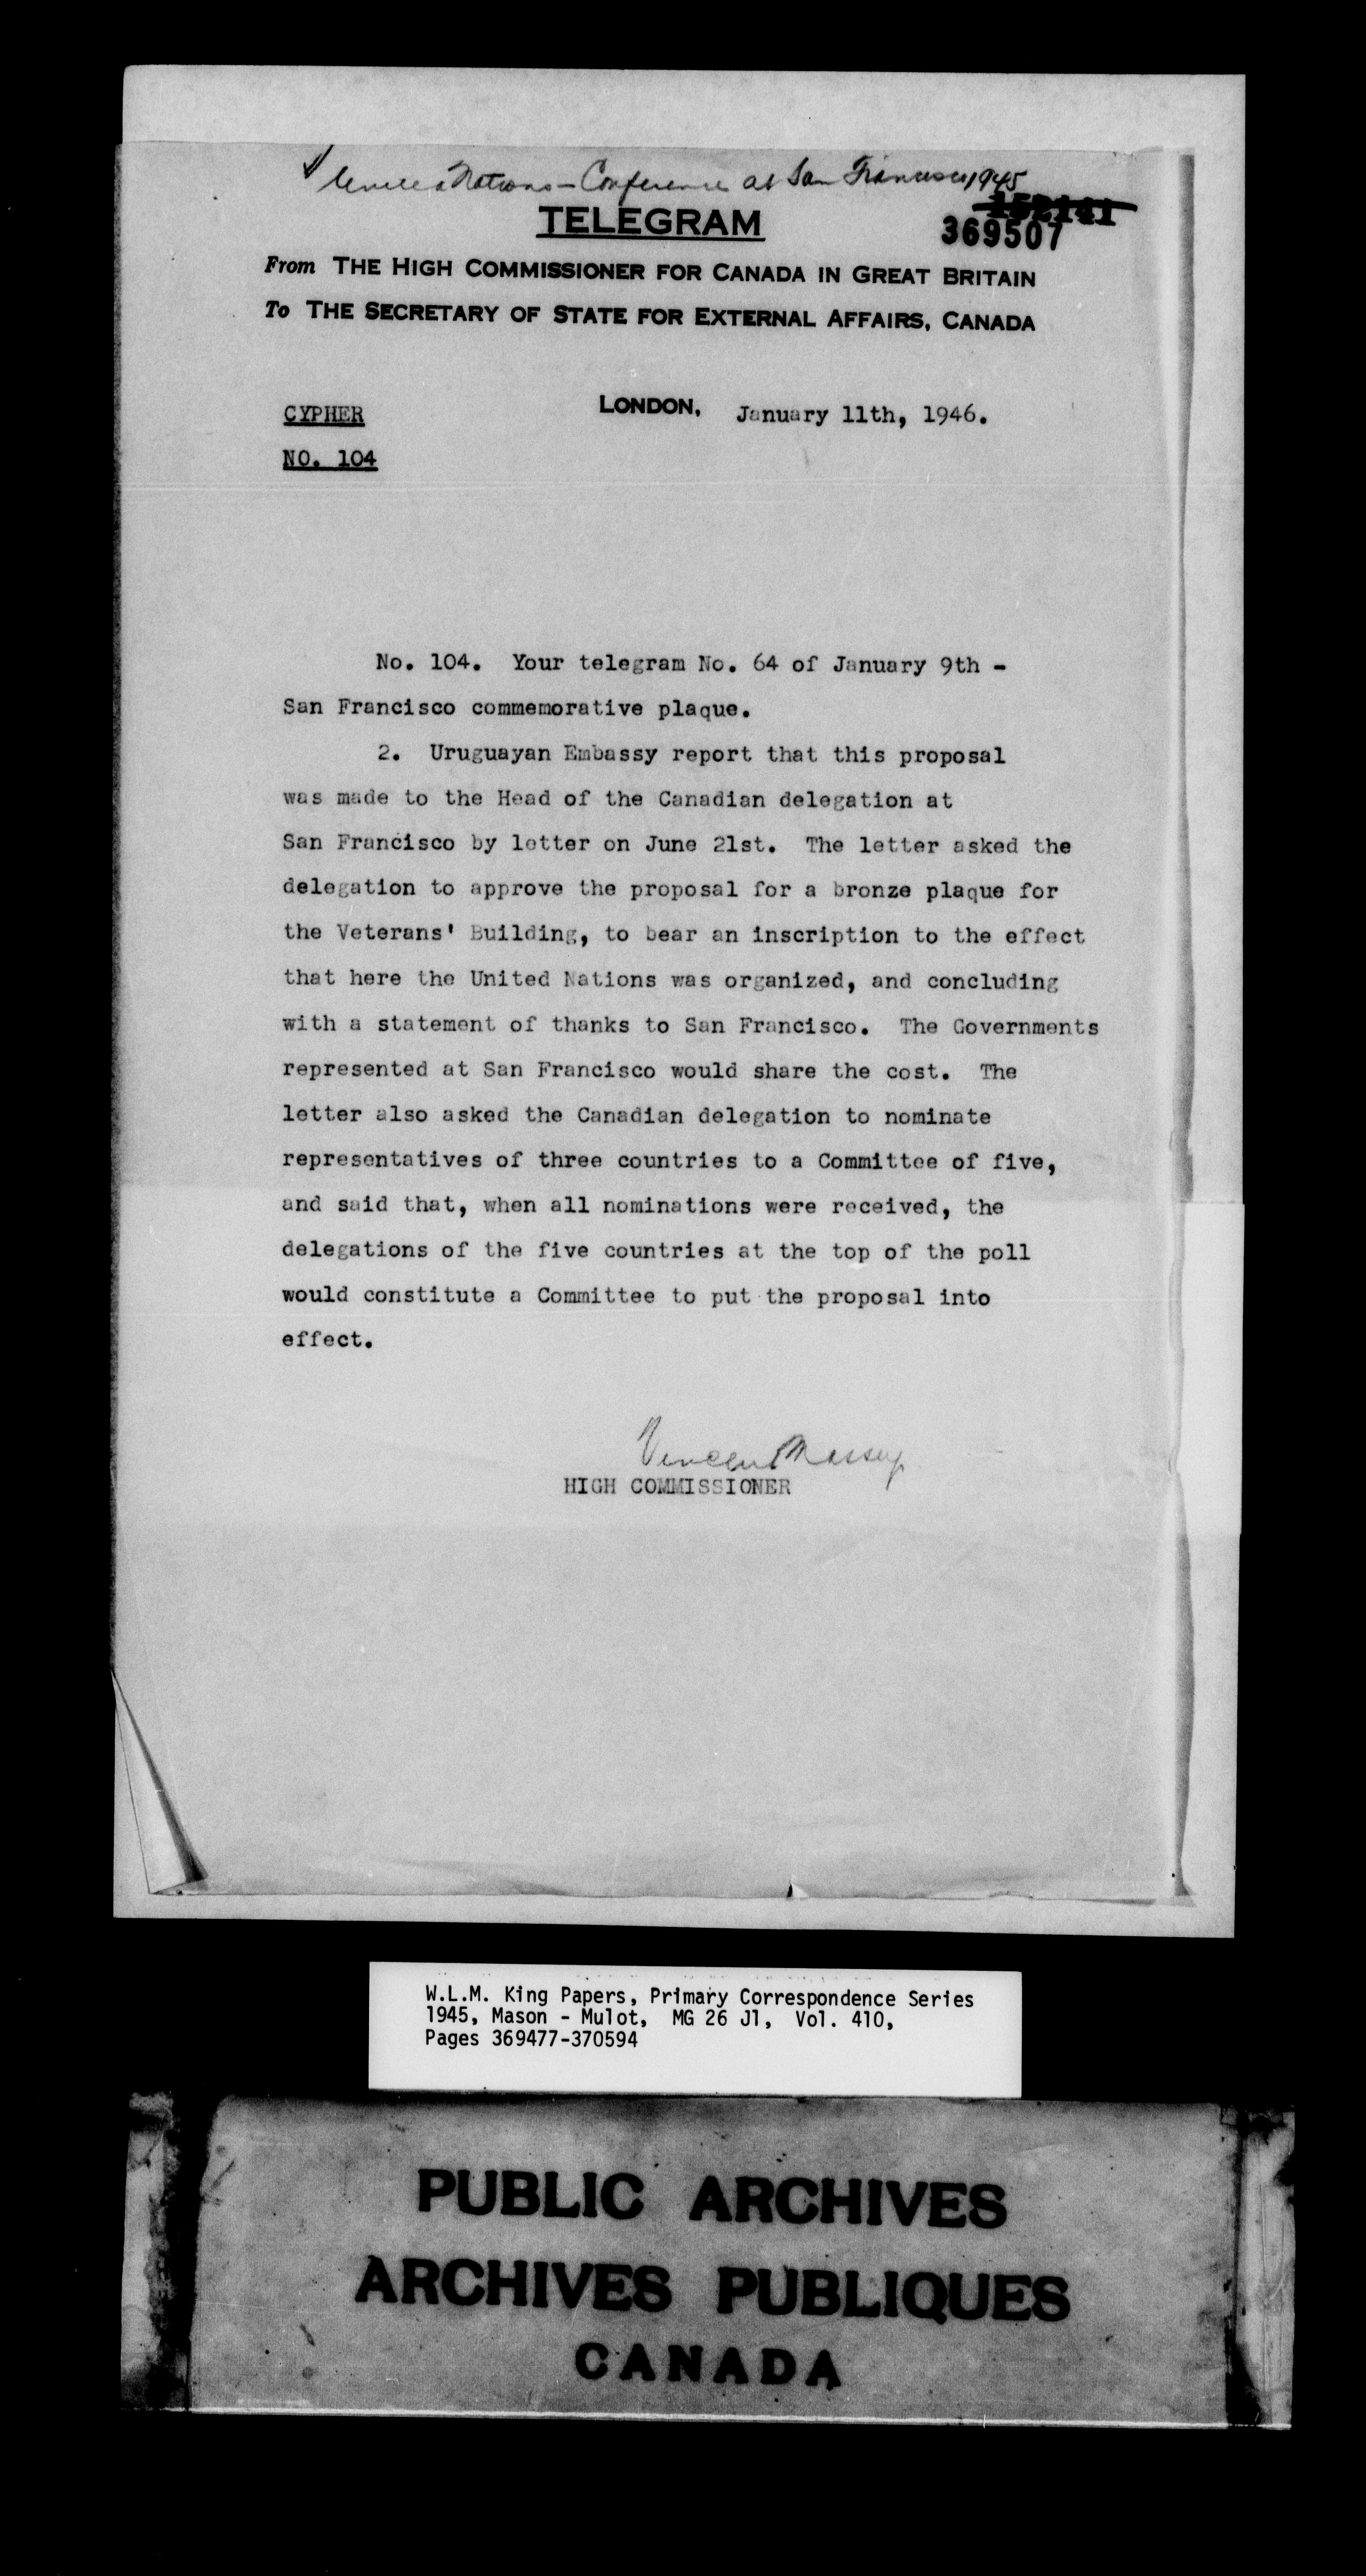 United Nations - Conference at San Francisco 1945
TELEGRAM
152141
369507
From THE HIGH COMMISSIONER FOR CANADA IN GREAT BRITAIN
To THE SECRETARY OF STATE FOR EXTERNAL AFFAIRS, CANADA
CYPHER
LONDON, January 11th, 1946.
NO. 104
No. 104. Your telegram No. 64 of January 9th -
San Francisco commemorative plaque.
2. Uruguayan Embassy report that this proposal
was made to the Head of the Canadian delegation at
San Francisco by letter on June 21st. The letter asked the
delegation to approve the proposal for a bronze plaque for
the Veterans' Building, to bear an inscription to the effect
that here the United Nations was organized, and concluding
with a statement of thanks to San Francisco. The Governments
represented at San Francisco would share the cost. The
letter also asked the Canadian delegation to nominate
representatives of three countries to a Committee of five,
and said that, when all nominations were received, the
delegations of the five countries at the top of the poll
would constitute a Committee to put the proposal into
effect.
Vincent Massey
HIGH COMMISSIONER
W.L.M. King Papers, Primary Correspondence Series
1945, Mason - Mulot, MG 26 J1, Vol. 410,
Pages 369477-370594
PUBLIC ARCHIVES
ARCHIVES PUBLIQUES
CANADA